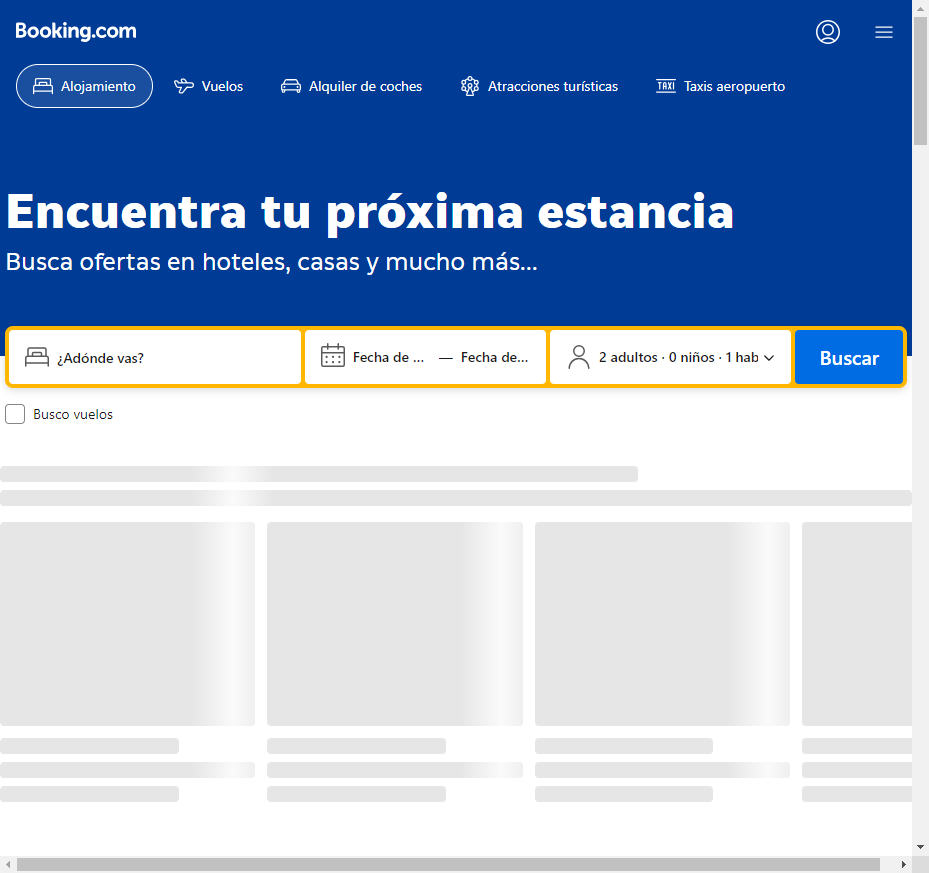 Booking.com
Alojamiento
Vuelos
Alquiler de coches
Atracciones turísticas
TAXI
Taxis aeropuerto
Encuentra tu próxima estancia
Busca ofertas en hoteles, casas y mucho más...
¿Adónde vas?
Fecha de ... — Fecha de...
2 adultos · 0 niños · 1 hab
Buscar
Busco vuelos